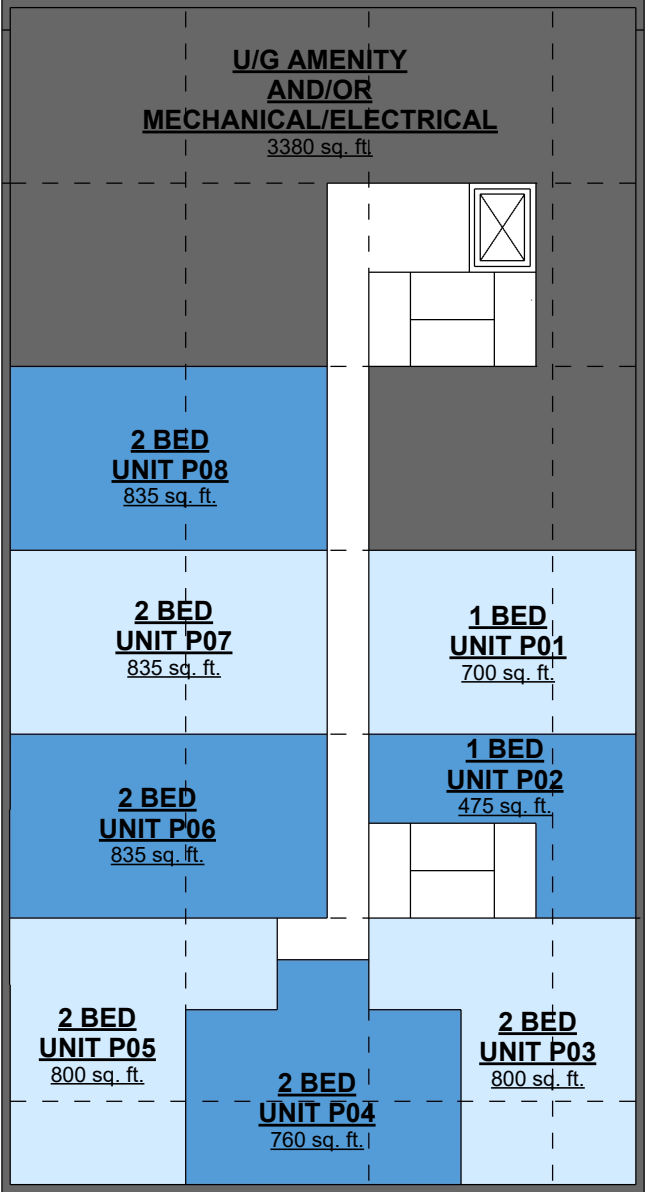 U/G AMENITY
AND/OR
MECHANICAL/ELECTRICAL
3380 sq. ft.
2 BED
UNIT P08
835 sq. ft.
2 BED
UNIT P07
835 sq. ft.
1 BED
UNIT P01
700 sq. ft.
2 BED
UNIT P06
835 sq. ft.
1 BED
UNIT P02
475 sq. ft.
2 BED
UNIT P05
800 sq. ft.
2 BED
UNIT P04
760 sq. ft.
2 BED
UNIT P03
800 sq. ft.